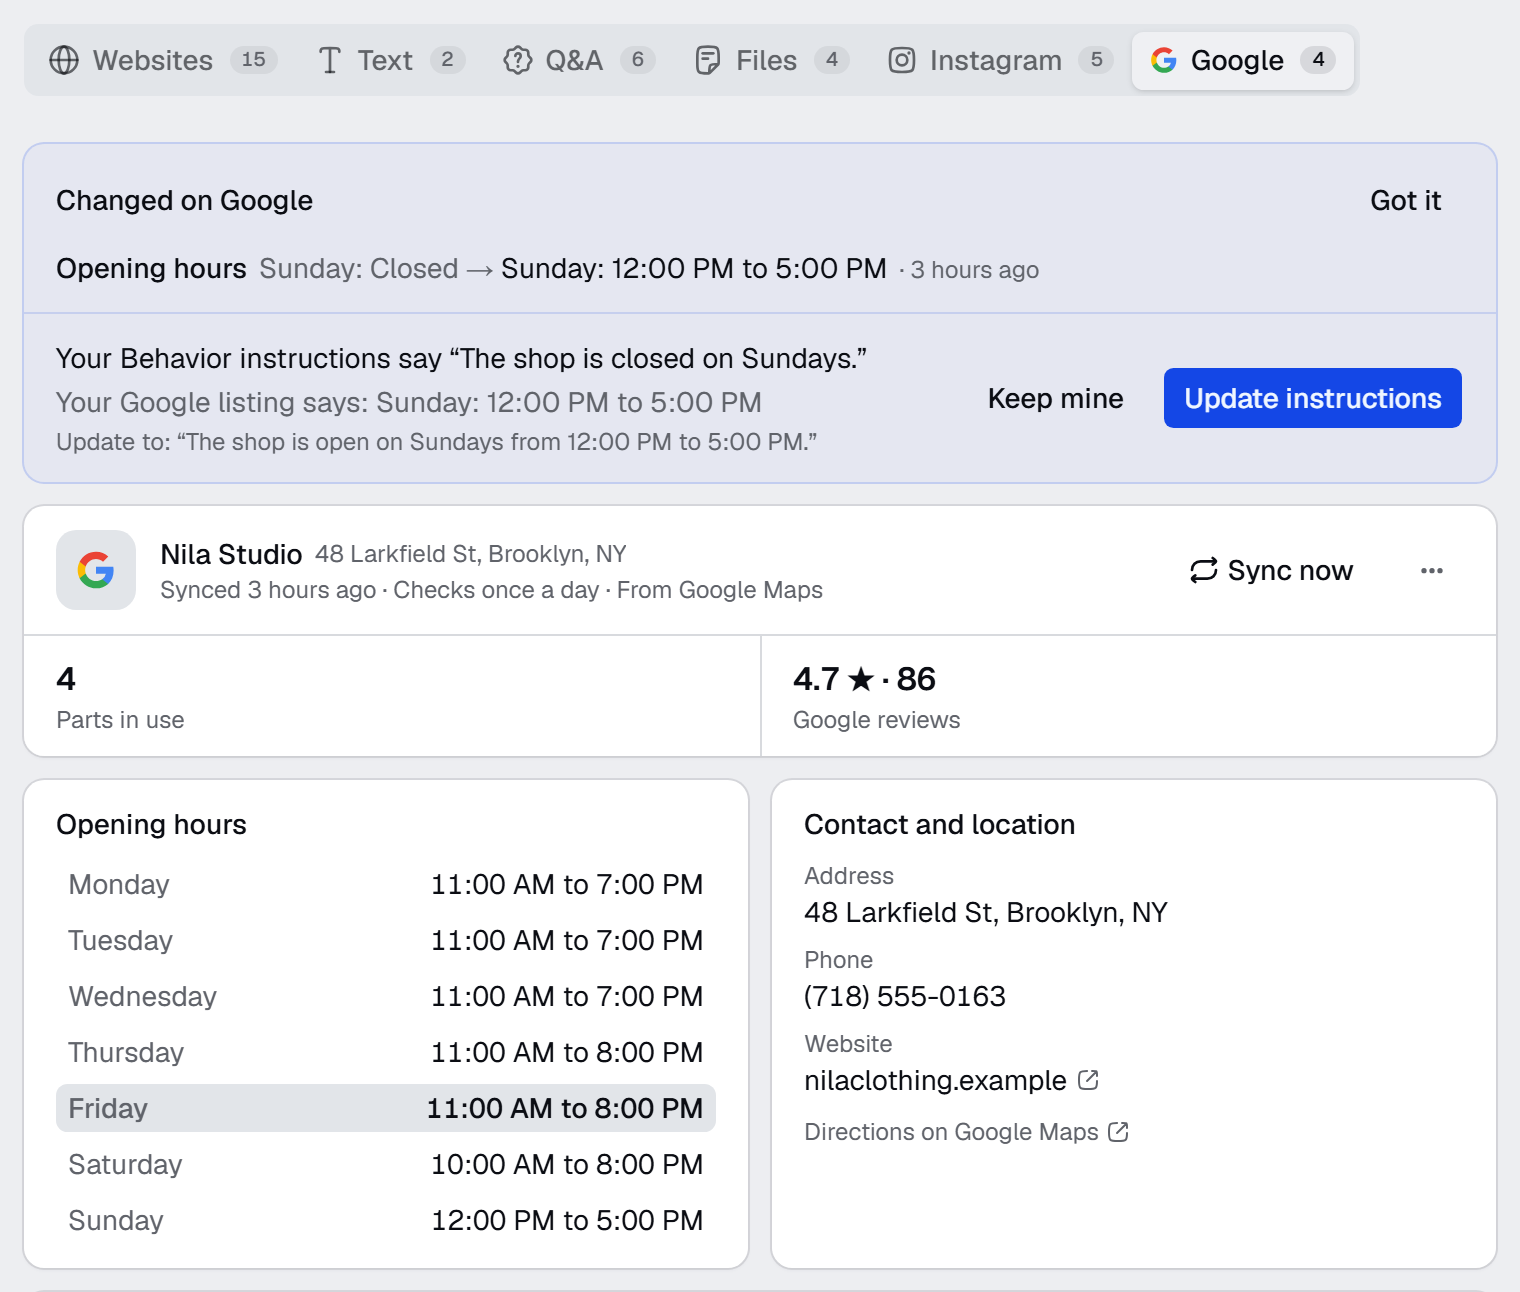 Websites 15 Text 2 Q&A 6 Files 4 Instagram 5 Google 4
Changed on Google
Got it
Opening hours Sunday: Closed → Sunday: 12:00 PM to 5:00 PM · 3 hours ago
Your Behavior instructions say “The shop is closed on Sundays.”
Your Google listing says: Sunday: 12:00 PM to 5:00 PM
Update to: “The shop is open on Sundays from 12:00 PM to 5:00 PM.”
Keep mine
Update instructions
Nila Studio 48 Larkfield St, Brooklyn, NY
Synced 3 hours ago · Checks once a day · From Google Maps
Sync now
4
Parts in use
4.7 ★ · 86
Google reviews
Opening hours
Monday 11:00 AM to 7:00 PM
Tuesday 11:00 AM to 7:00 PM
Wednesday 11:00 AM to 7:00 PM
Thursday 11:00 AM to 8:00 PM
Friday 11:00 AM to 8:00 PM
Saturday 10:00 AM to 8:00 PM
Sunday 12:00 PM to 5:00 PM
Contact and location
Address
48 Larkfield St, Brooklyn, NY
Phone
(718) 555-0163
Website
nilaclothing.example
Directions on Google Maps